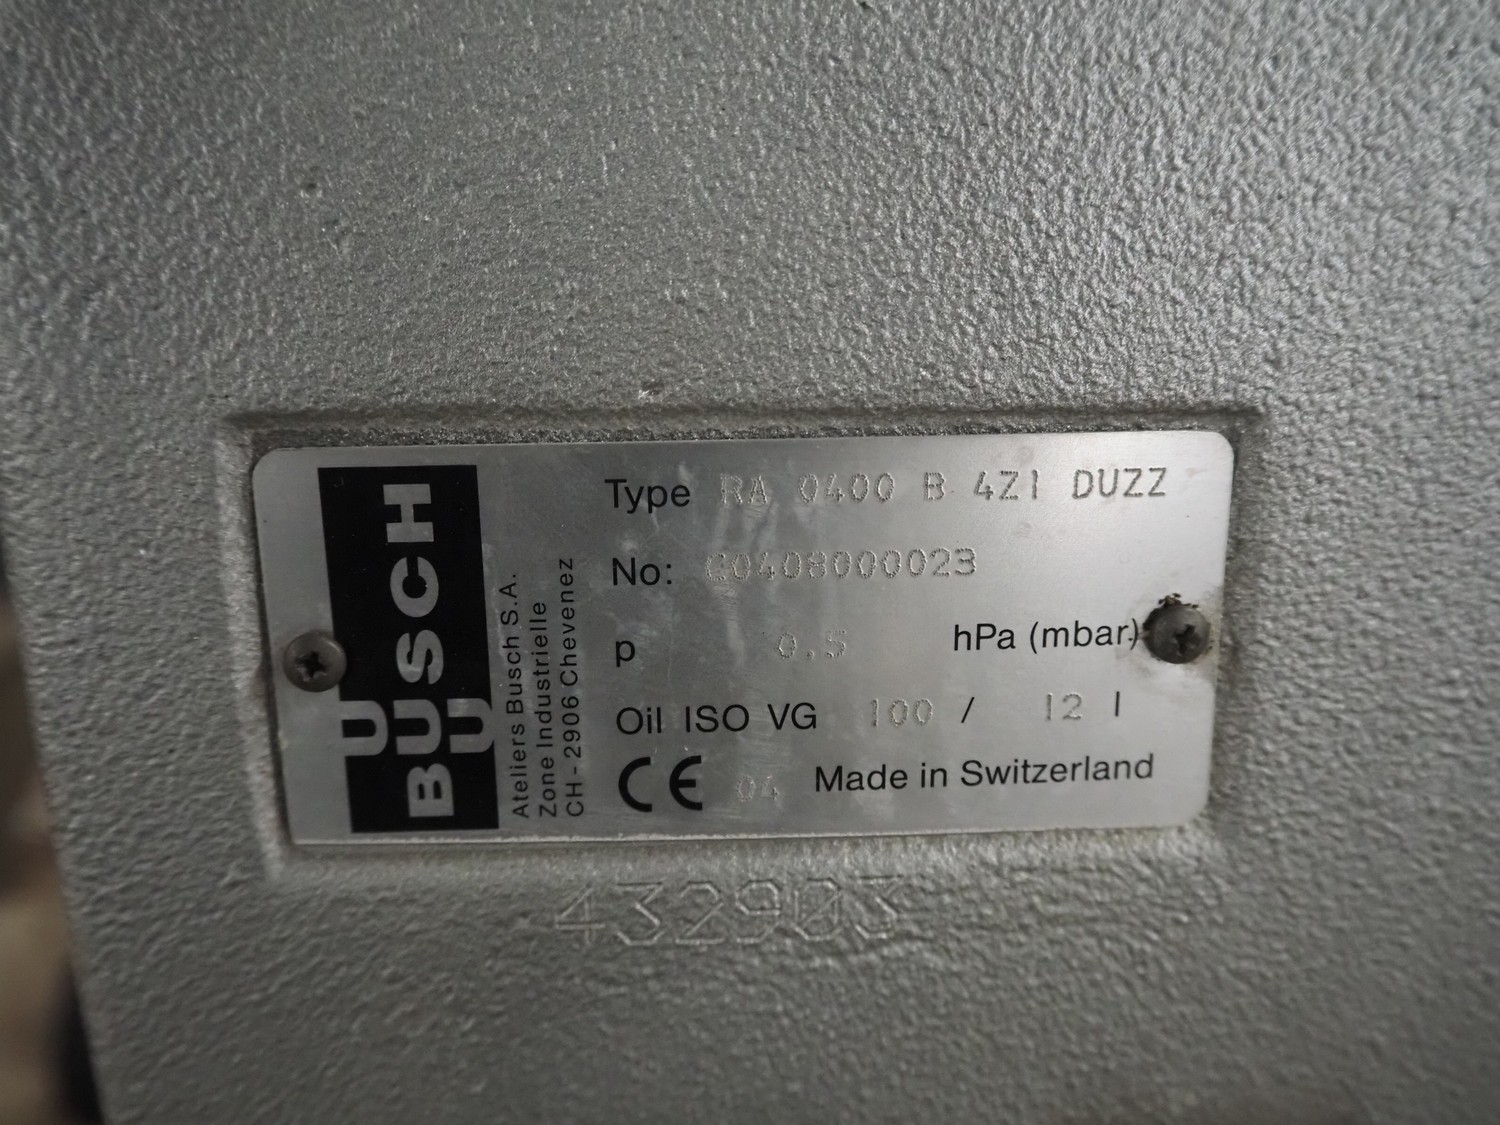 U
BUSCH
U
Ateliers Busch S.A.
Zone Industrielle
CH - 2906 Chevenez
Type RA 0400 B 4Z1 DUZZ
No: C0408000023
p 0.5 hPa (mbar)
Oil ISO VG 100 / 12 l
CE 04 Made in Switzerland
432903